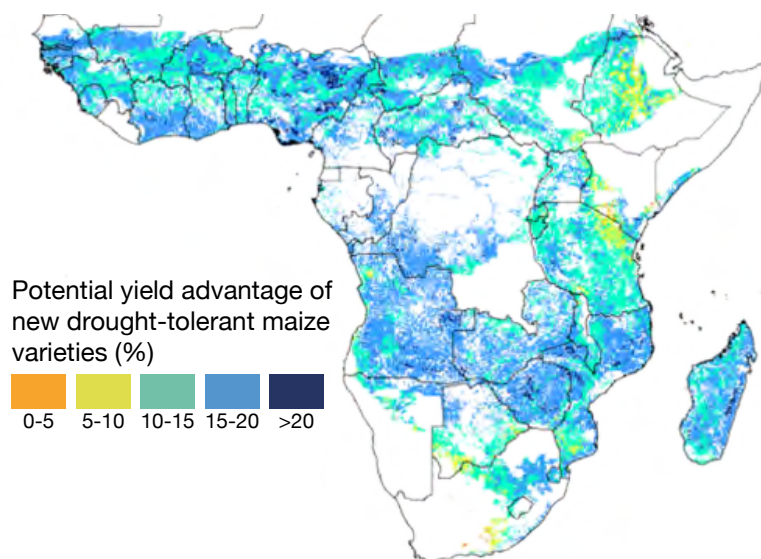 Potential yield advantage of
new drought-tolerant maize
varieties (%)
0-5 5-10 10-15 15-20 >20